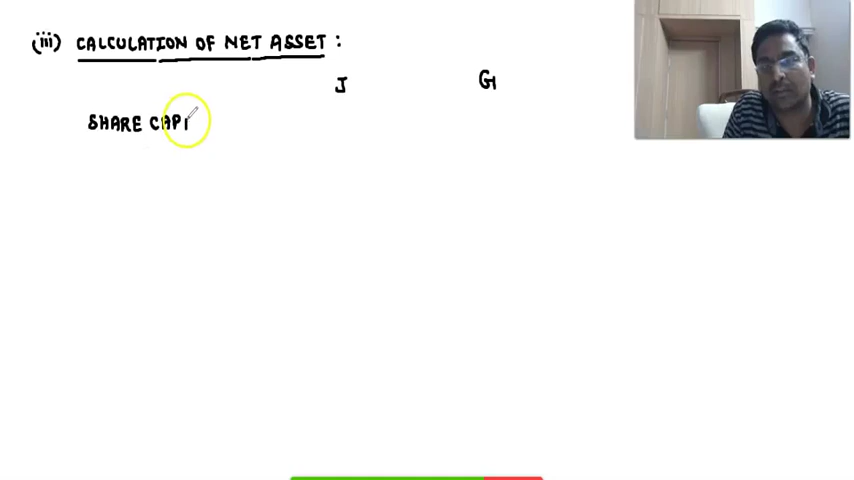 (iii) CALCULATION OF NET ASSET :
J G
SHARE CAPI